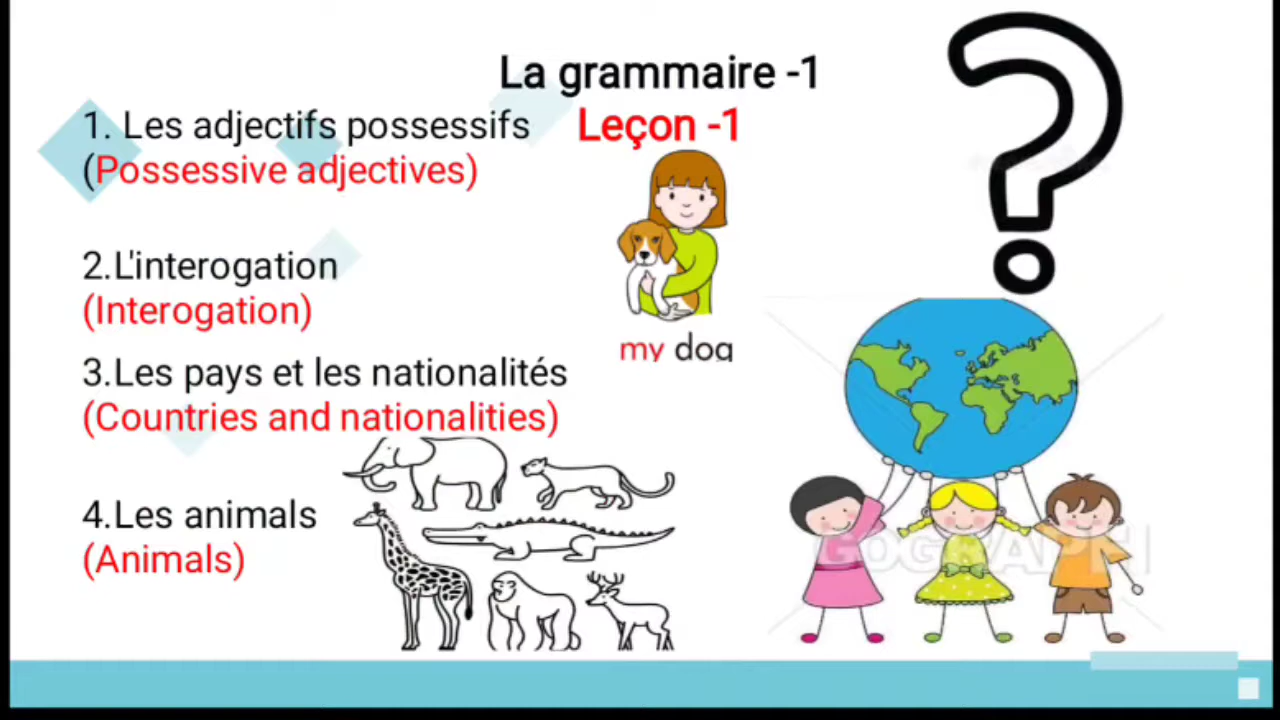 La grammaire -1
Leçon -1
1. Les adjectifs possessifs
(Possessive adjectives)
2.L'interogation
(Interogation)
3.Les pays et les nationalités
(Countries and nationalities)
4.Les animals
(Animals)
my dog
GOGRAPH